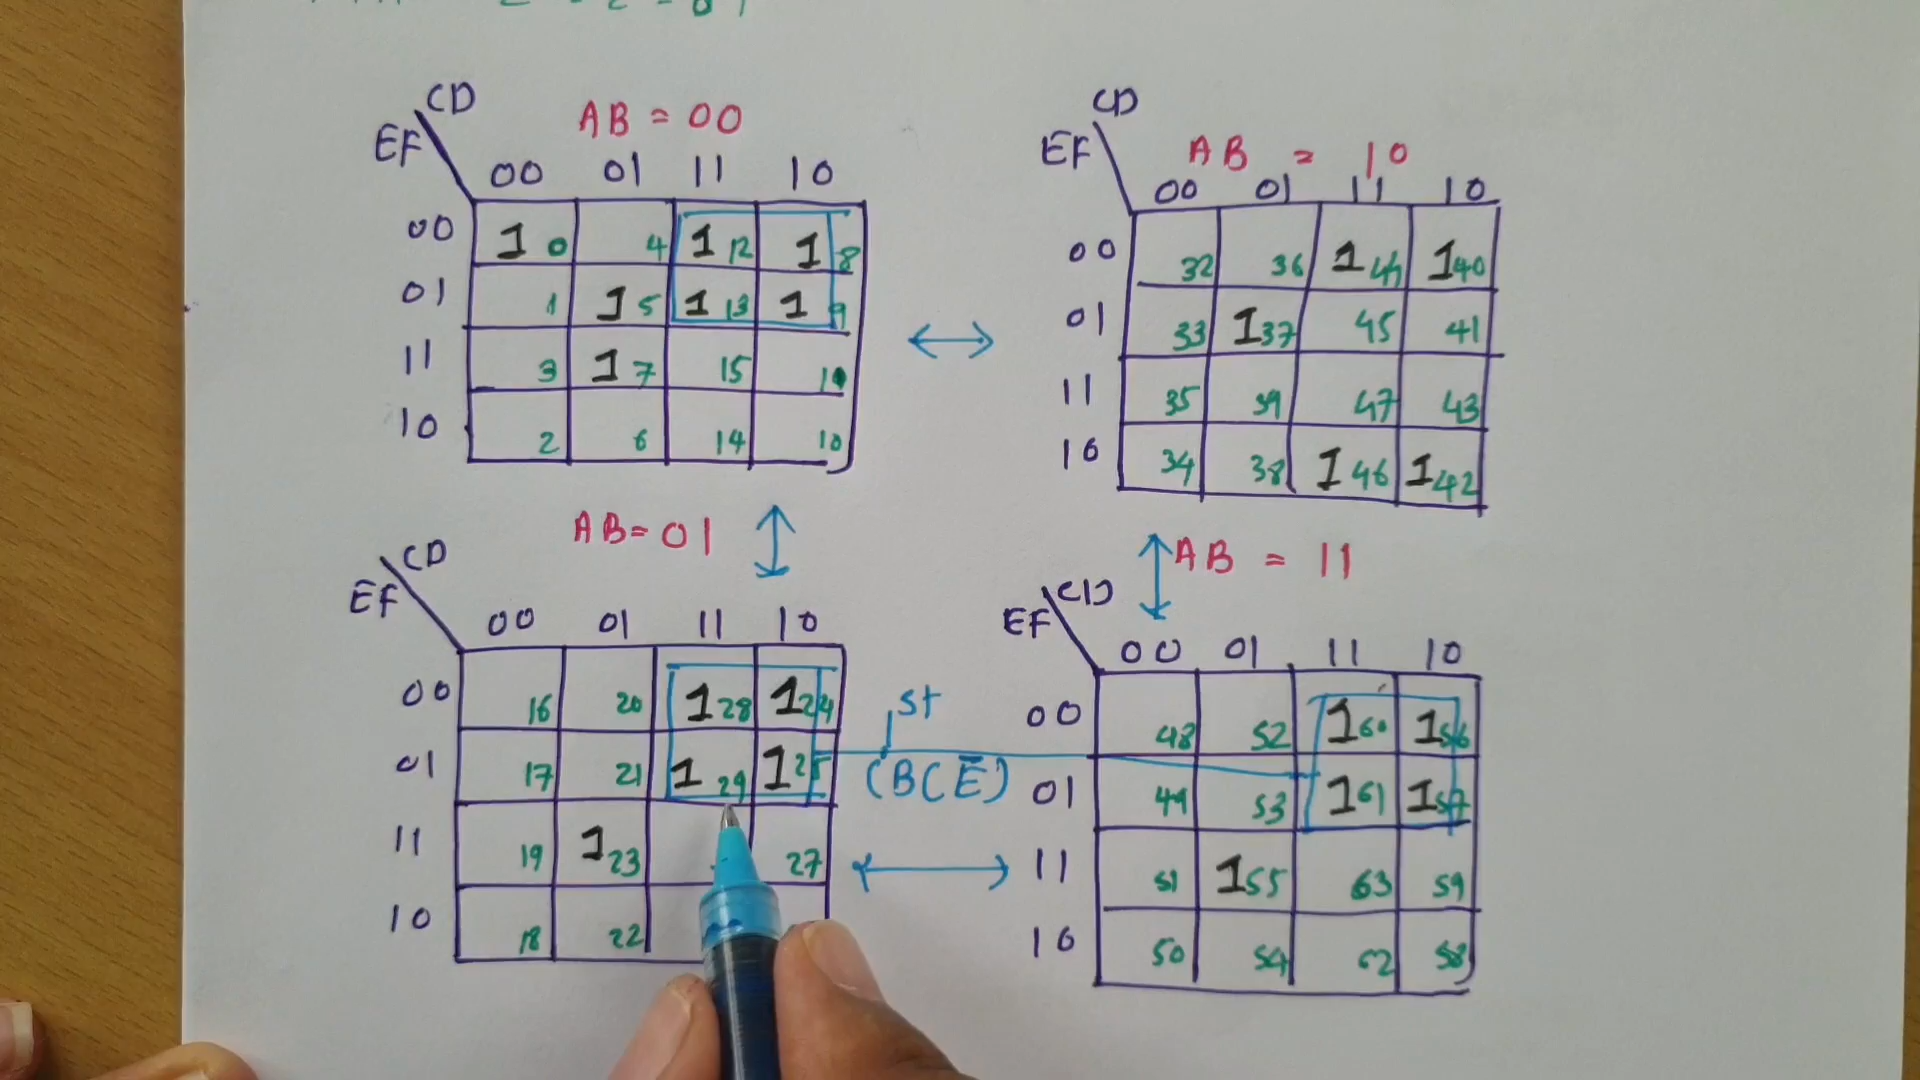 CD
EF
AB = 00
00 01 11 10
00 1 0 4 1 12 1 8
01 1 1 5 1 13 1 9
11 3 1 7 15
10 2 6 14 10
CD
EF
AB = 10
00 01 11 10
00 32 36 1 44 1 40
01 33 1 37 45 41
11 35 39 47 43
10 34 38 1 46 1 42
AB = 01
CD
EF
00 01 11 10
00 16 20 1 28 1 24
01 17 21 1 29 1 25
11 19 1 23 27
10 18 22
1st
(BCE̅)
AB = 11
CD
EF
00 01 11 10
00 48 52 1 60 1 56
01 49 53 1 61 1 57
11 51 1 55 63 59
10 50 54 62 58